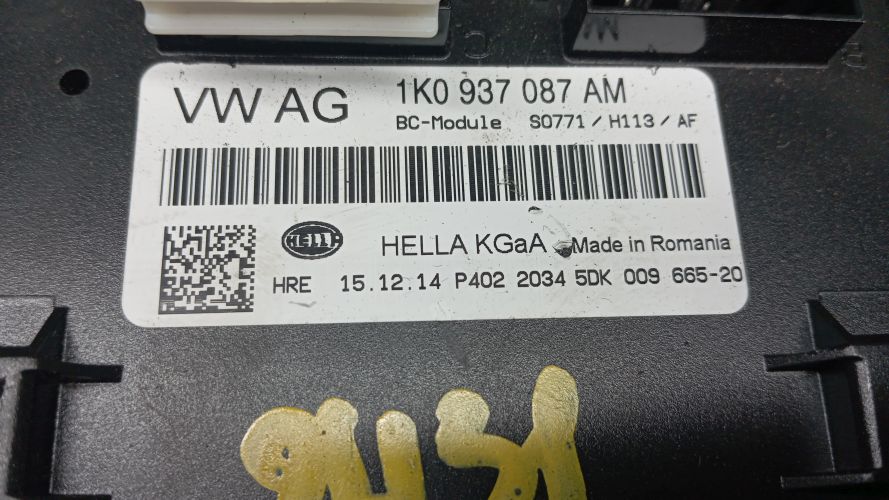 VW AG
1K0 937 087 AM
BC-Module S0771 / H113 / AF
HELLA
HELLA KGaA
Made in Romania
HRE 15.12.14 P402 2034 5DK 009 665-20